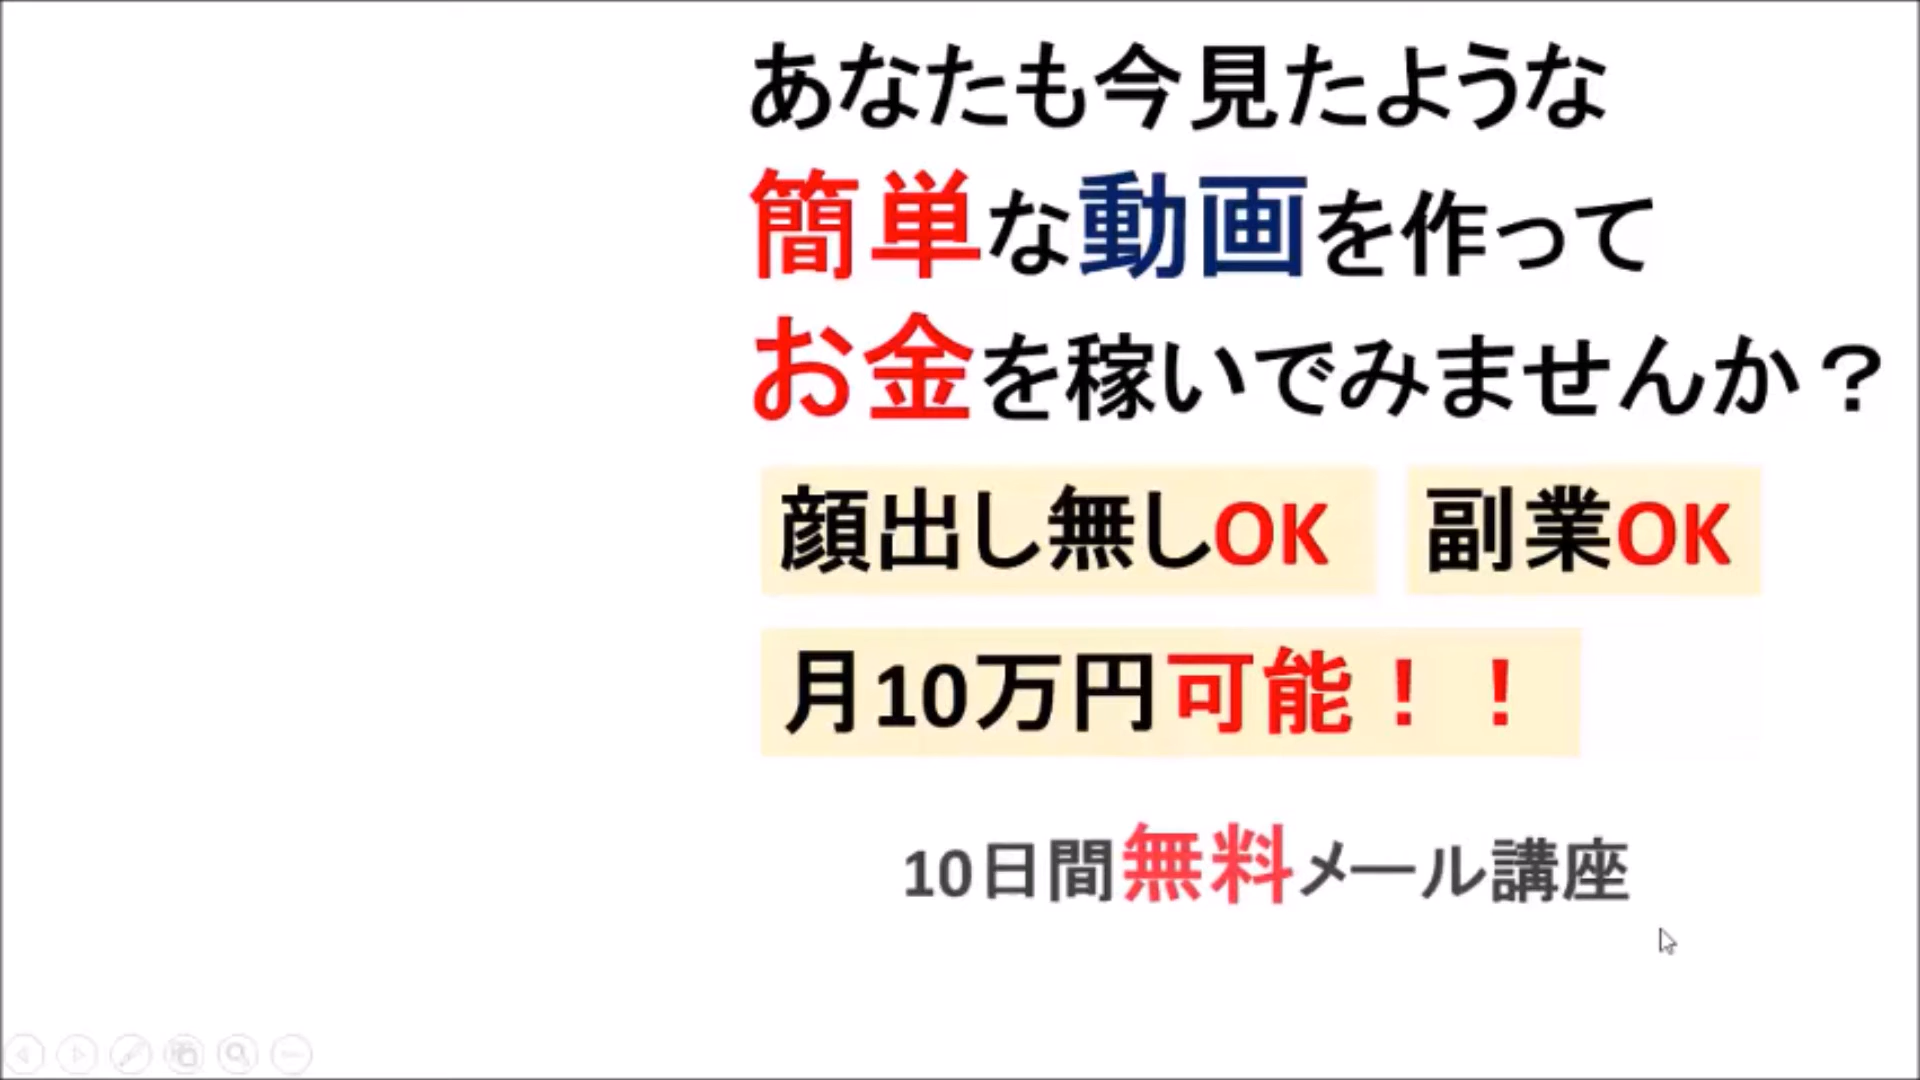 あなたも今見たような
簡単な動画を作って
お金を稼いでみませんか？
顔出し無しOK 副業OK
月10万円可能！！
10日間無料メール講座